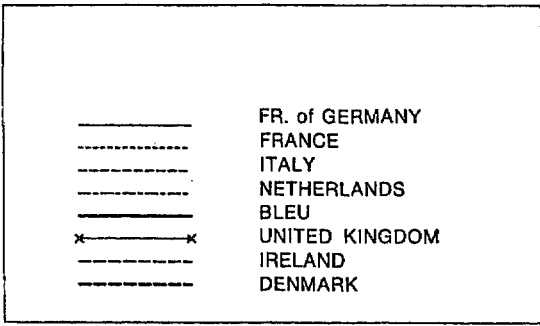 FR. of GERMANY
FRANCE
ITALY
NETHERLANDS
BLEU
UNITED KINGDOM
IRELAND
DENMARK